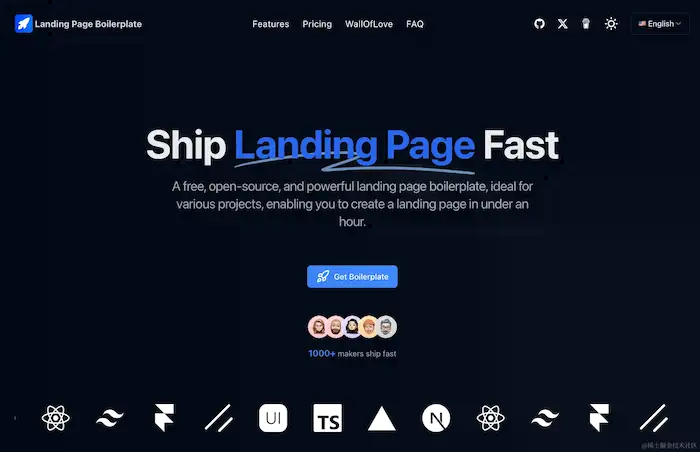 Landing Page Boilerplate
Features Pricing WallOfLove FAQ
English
Ship Landing Page Fast
A free, open-source, and powerful landing page boilerplate, ideal for
various projects, enabling you to create a landing page in under an
hour.
Get Boilerplate
1000+ makers ship fast
UI TS N
@稀土掘金技术社区